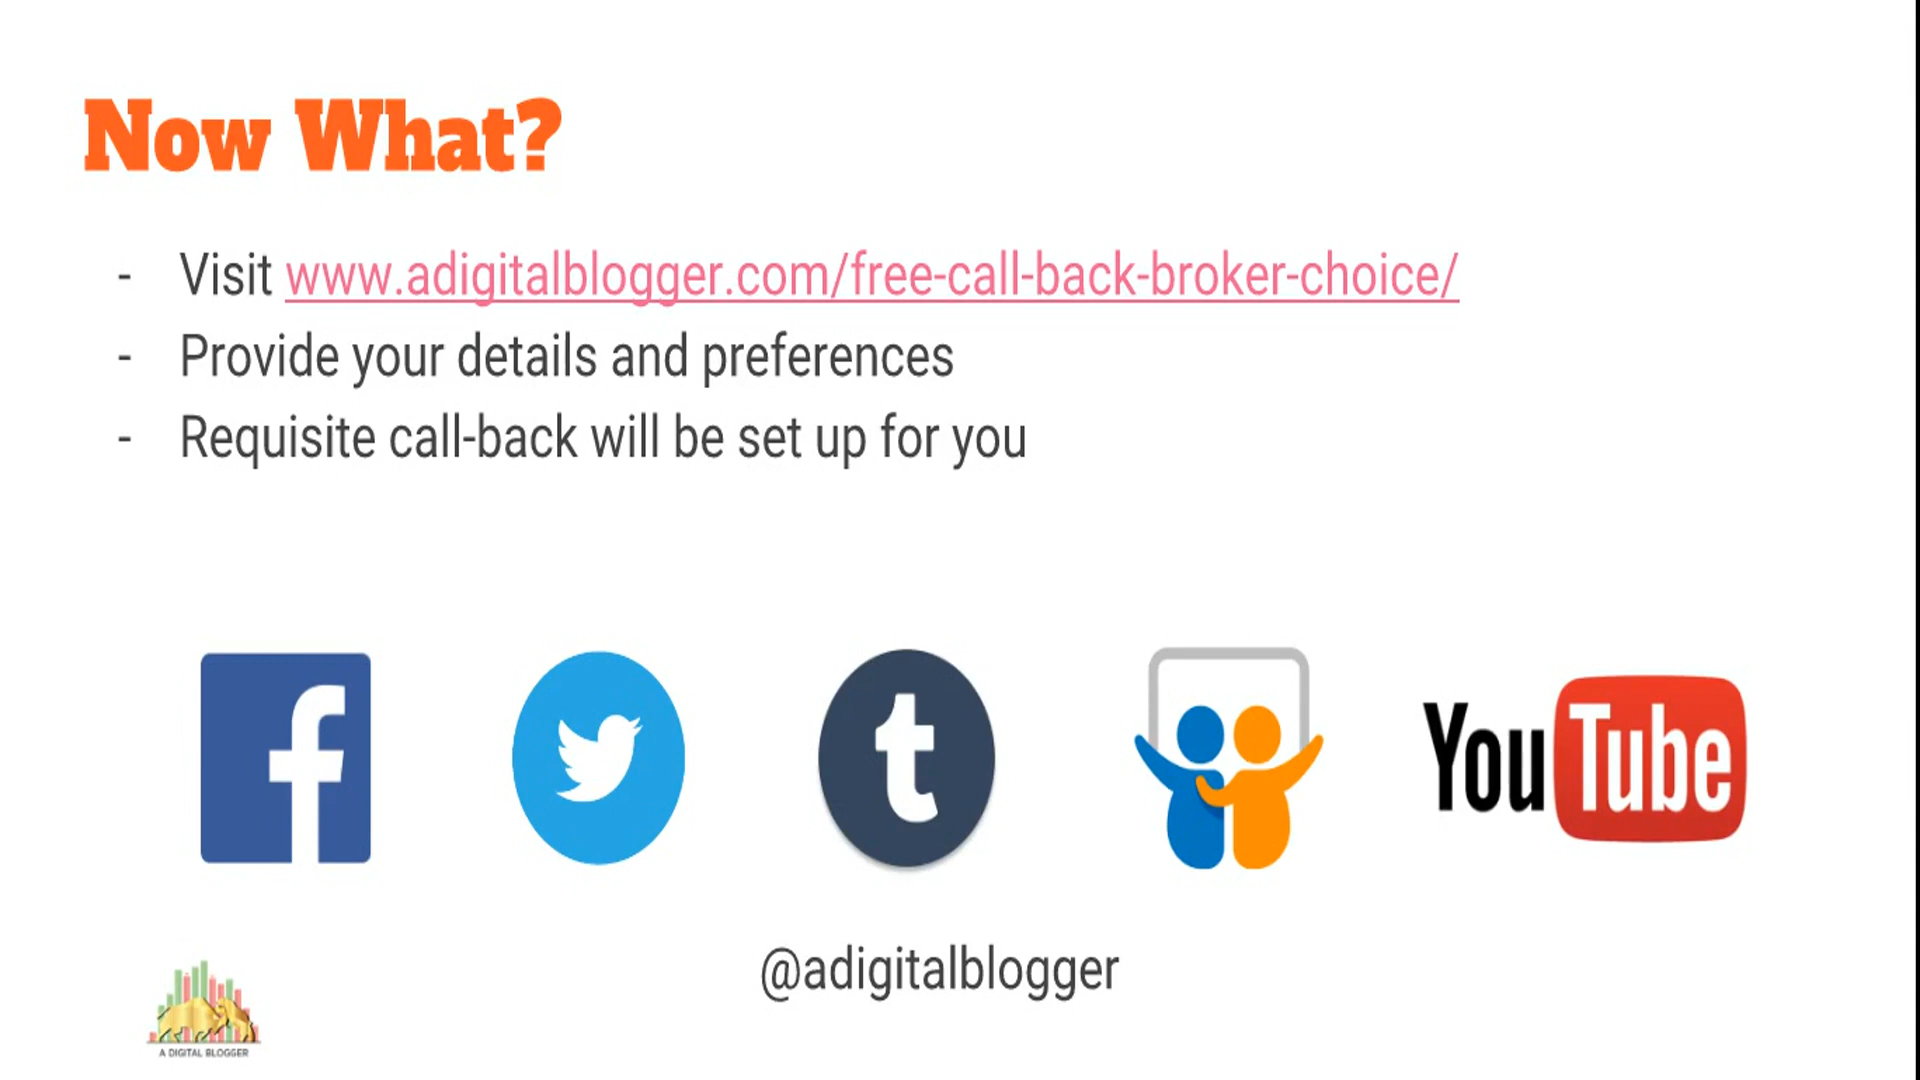 Now What?
- Visit www.adigitalblogger.com/free-call-back-broker-choice/
- Provide your details and preferences
- Requisite call-back will be set up for you
f
t
YouTube
@adigitalblogger
A DIGITAL BLOGGER